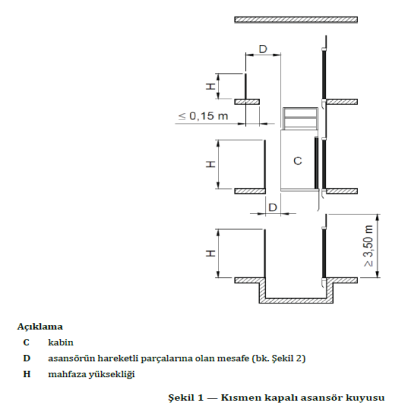 D
H
≤ 0,15 m
H
C
D
H
≥ 3,50 m
Açıklama
C kabin
D asansörün hareketli parçalarına olan mesafe (bk. Şekil 2)
H mahfaza yüksekliği
Şekil 1 — Kısmen kapalı asansör kuyusu